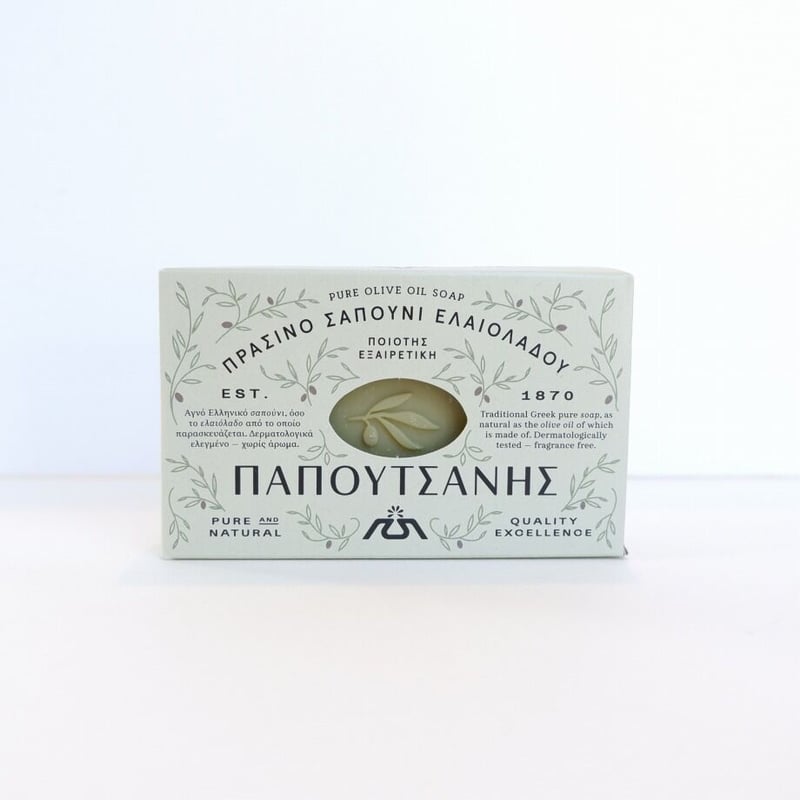 PURE OLIVE OIL SOAP
ΠΡΑΣΙΝΟ ΣΑΠΟΥΝΙ ΕΛΑΙΟΛΑΔΟΥ
ΠΟΙΟΤΗΣ
ΕΞΑΙΡΕΤΙΚΗ
EST.
1870
Αγνό Ελληνικό σαπούνι, όσο
το ελαιόλαδο από το οποίο
παρασκευάζεται. Δερματολογικά
ελεγμένο – χωρίς άρωμα.
Traditional Greek pure soap, as
natural as the olive oil of which
is made of. Dermatologically
tested – fragrance free.
ΠΑΠΟΥΤΣΑΝΗΣ
PURE AND
NATURAL
QUALITY
EXCELLENCE